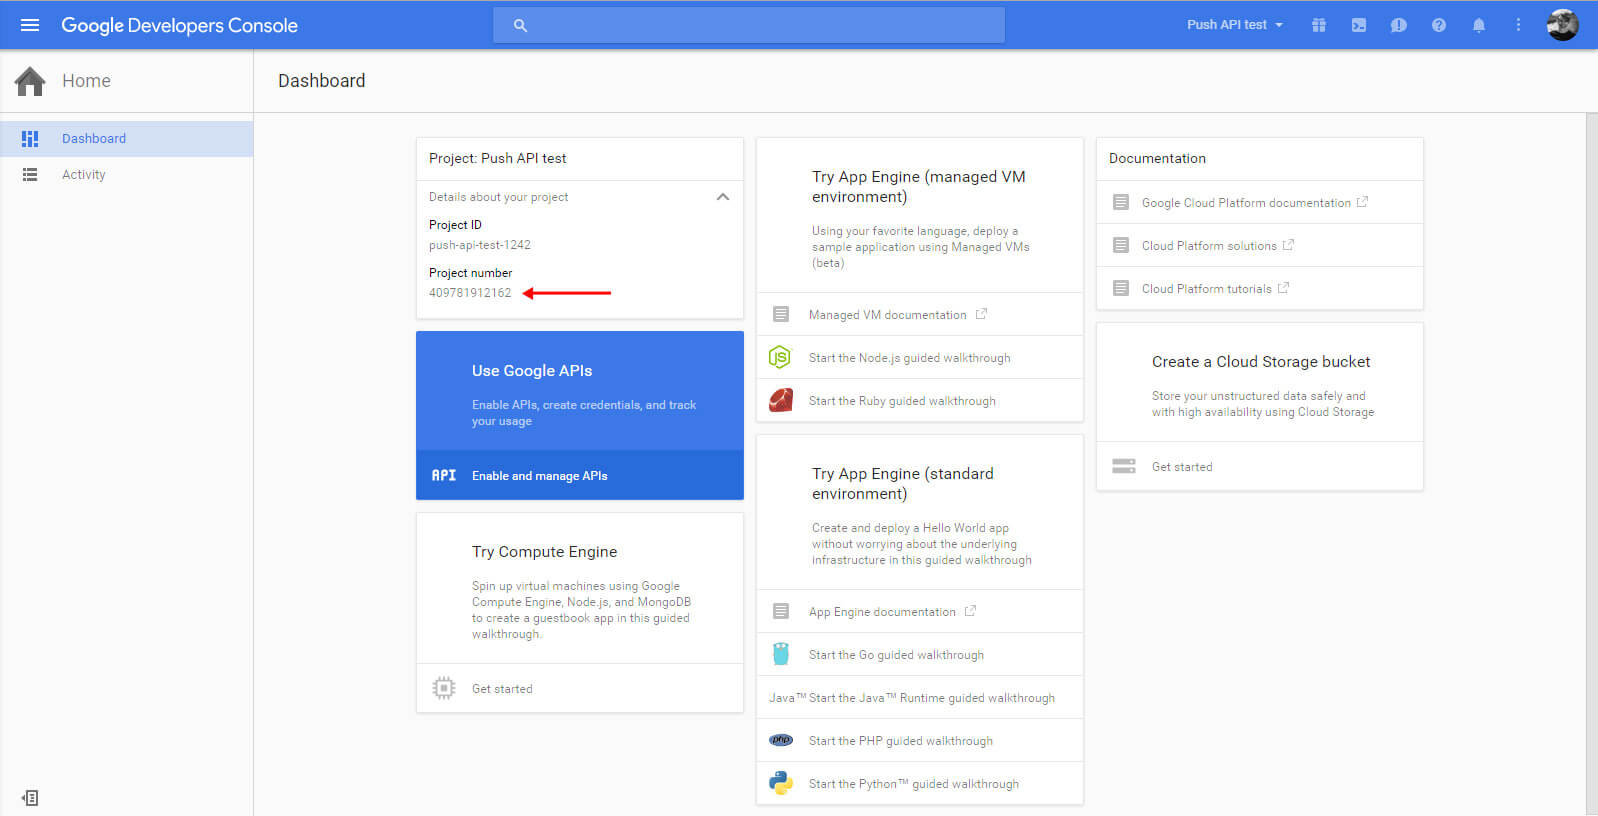 Google Developers Console
Push API test
Home
Dashboard
Dashboard
Activity
Project: Push API test
Details about your project
Project ID
push-api-test-1242
Project number
409781912162
Use Google APIs
Enable APIs, create credentials, and track
your usage
API Enable and manage APIs
Try Compute Engine
Spin up virtual machines using Google
Compute Engine, Node.js, and MongoDB
to create a guestbook app in this guided
walkthrough.
Get started
Try App Engine (managed VM
environment)
Using your favorite language, deploy a
sample application using Managed VMs
(beta)
Managed VM documentation
JS Start the Node.js guided walkthrough
Start the Ruby guided walkthrough
Try App Engine (standard
environment)
Create and deploy a Hello World app
without worrying about the underlying
infrastructure in this guided walkthrough
App Engine documentation
Start the Go guided walkthrough
Java™ Start the Java™ Runtime guided walkthrough
php Start the PHP guided walkthrough
Start the Python™ guided walkthrough
Documentation
Google Cloud Platform documentation
Cloud Platform solutions
Cloud Platform tutorials
Create a Cloud Storage bucket
Store your unstructured data safely and
with high availability using Cloud Storage
Get started